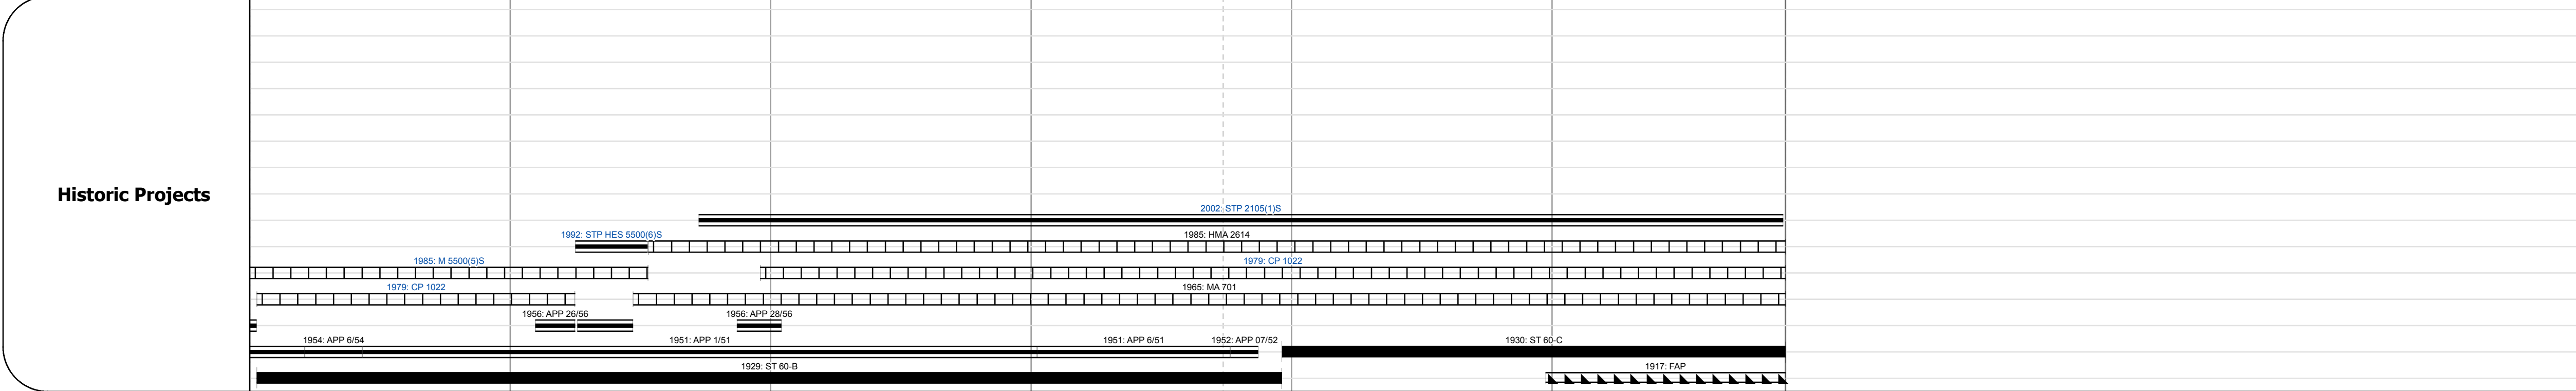 Historic Projects
2002: STP 2105(1)S
1992: STP HES 5500(6)S
1985: HMA 2614
1985: M 5500(5)S
1979: CP 1022
1979: CP 1022
1965: MA 701
1956: APP 26/56
1956: APP 28/56
1954: APP 6/54
1951: APP 1/51
1951: APP 6/51
1952: APP 07/52
1930: ST 60-C
1929: ST 60-B
1917: FAP